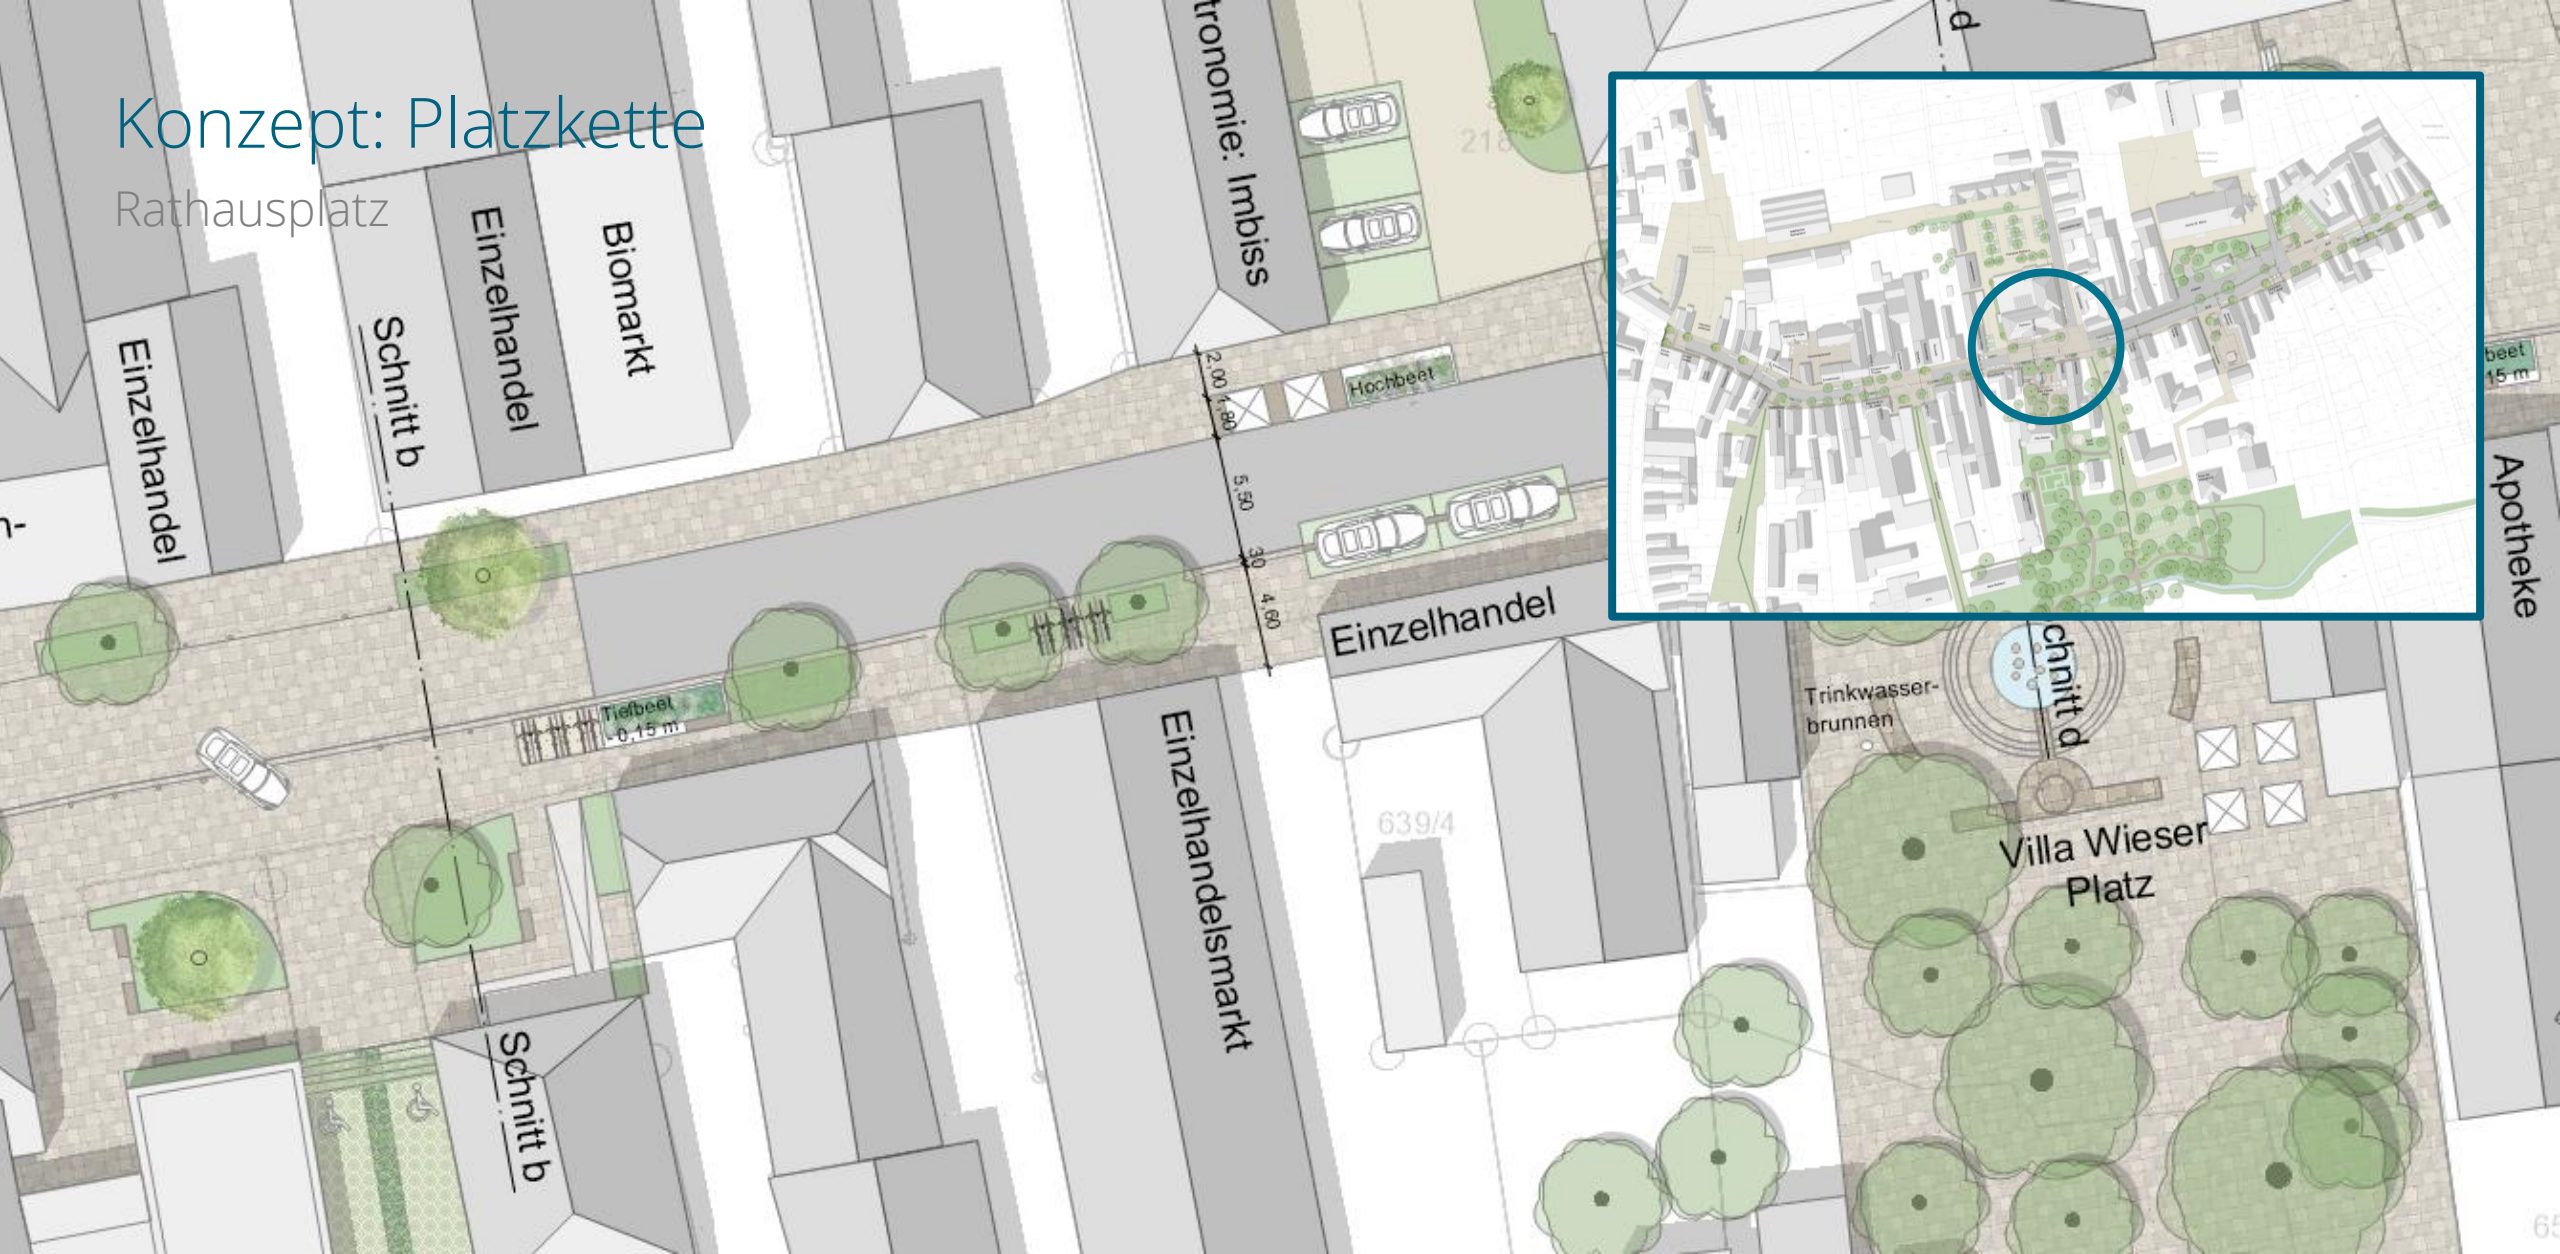 Konzept: Platzkette
Rathausplatz
Einzelhandel
Schnitt b
Einzelhandel
Biomarkt
tronomie: Imbiss
218
d
2,00
1,80
5,50
30
4,60
Hochbeet
beet
15 m
Apotheke
Einzelhandel
Tiefbeet
- 0,15 m
Einzelhandelsmarkt
639/4
Trinkwasser-
brunnen
chnitt d
Villa Wieser
Platz
Schnitt b